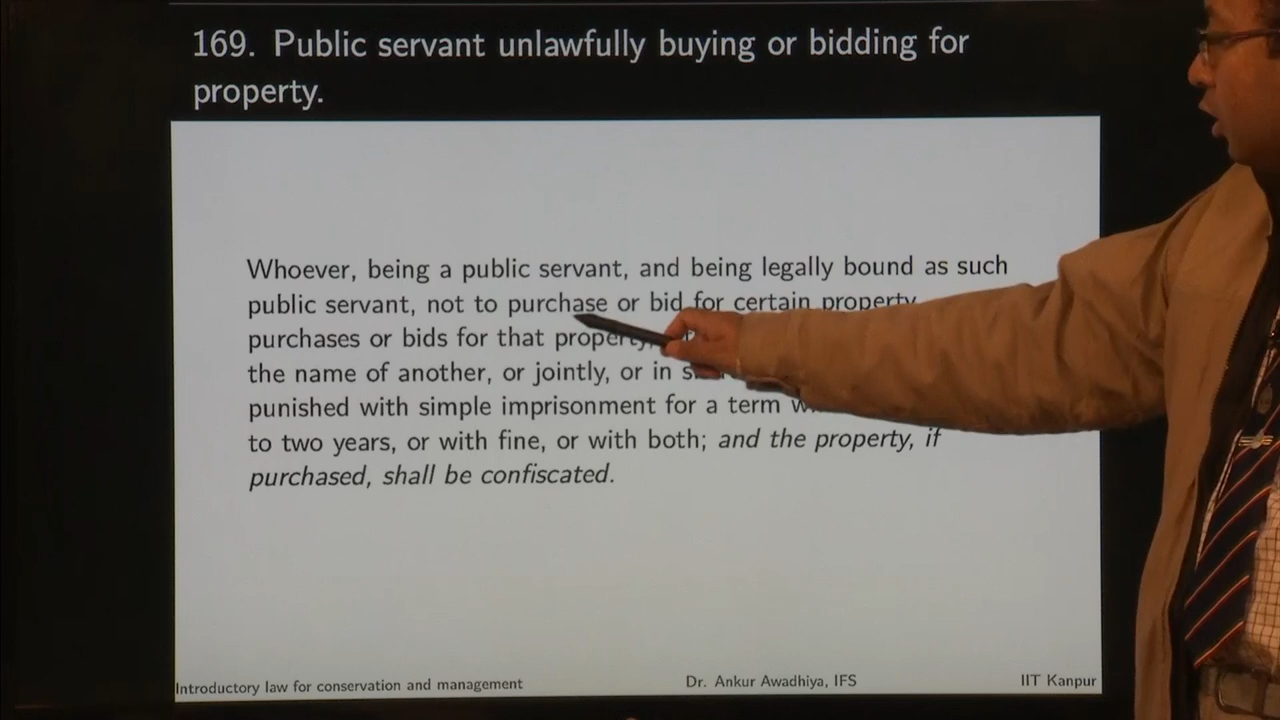 169. Public servant unlawfully buying or bidding for
property.
Whoever, being a public servant, and being legally bound as such
public servant, not to purchase or bid for certain property,
purchases or bids for that property,
the name of another, or jointly, or in
punished with simple imprisonment for a term
to two years, or with fine, or with both; and the property, if
purchased, shall be confiscated.
Introductory law for conservation and management
Dr. Ankur Awadhiya, IFS
IIT Kanpur